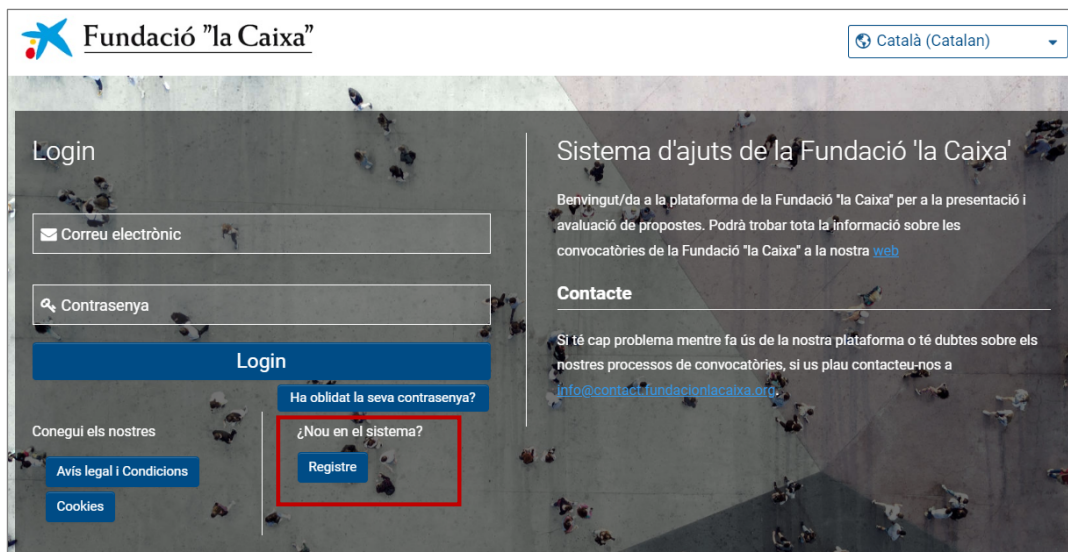 Fundació "la Caixa"
Català (Catalan)
Login
Correu electrònic
Contrasenya
Login
Ha oblidat la seva contrasenya?
Conegui els nostres
Avís legal i Condicions
Cookies
¿Nou en el sistema?
Registre
Sistema d'ajuts de la Fundació 'la Caixa'
Benvingut/da a la plataforma de la Fundació "la Caixa" per a la presentació i
avaluació de propostes. Podrà trobar tota la informació sobre les
convocatòries de la Fundació "la Caixa" a la nostra web
Contacte
Si té cap problema mentre fa ús de la nostra plataforma o té dubtes sobre els
nostres processos de convocatòries, si us plau contacteu-nos a
info@contact.fundacionlacaixa.org.